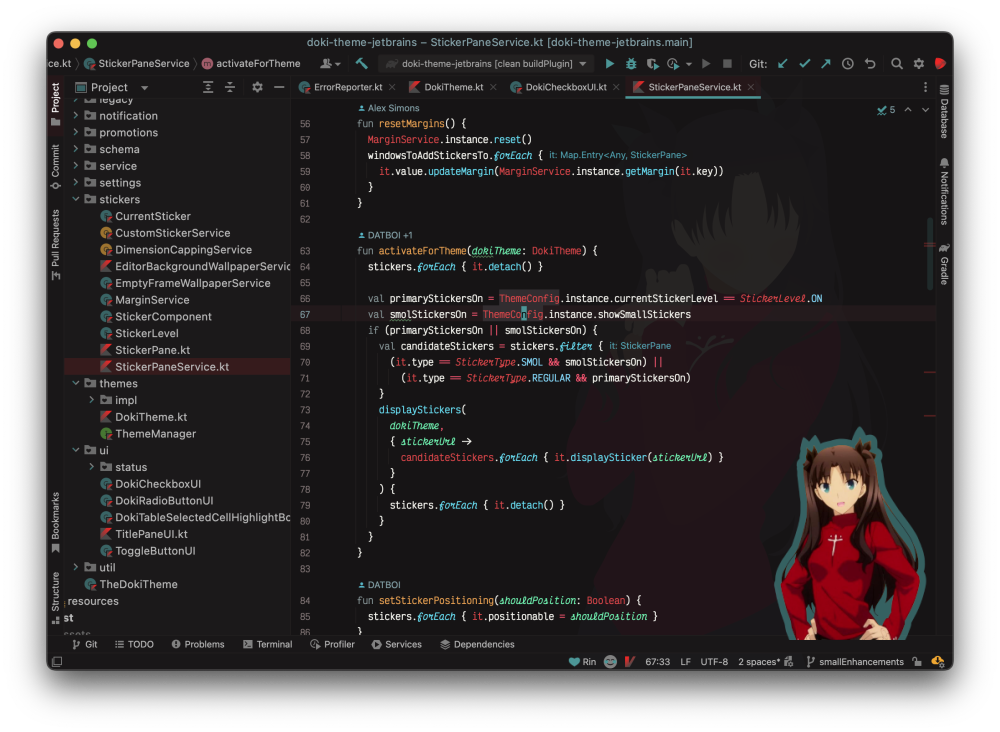 doki-theme-jetbrains – StickerPaneService.kt [doki-theme-jetbrains.main]
ce.kt StickerPaneService activateForTheme doki-theme-jetbrains [clean buildPlugin] Git:
Project
ErrorReporter.kt DokiTheme.kt DokiCheckboxUI.kt StickerPaneService.kt
Project
Commit
Pull Requests
Bookmarks
Structure
legacy
notification
promotions
schema
service
settings
stickers
CurrentSticker
CustomStickerService
DimensionCappingService
EditorBackgroundWallpaperServic
EmptyFrameWallpaperService
MarginService
StickerComponent
StickerLevel
StickerPane.kt
StickerPaneService.kt
themes
impl
DokiTheme.kt
ThemeManager
ui
status
DokiCheckboxUI
DokiRadioButtonUI
DokiTableSelectedCellHighlightBo
TitlePaneUI.kt
ToggleButtonUI
util
TheDokiTheme
resources
st
Alex Simons
5
56 fun resetMargins() {
57 MarginService.instance.reset()
58 windowsToAddStickersTo.forEach { it: Map.Entry<Any, StickerPane>
59 it.value.updateMargin(MarginService.instance.getMargin(it.key))
60 }
61 }
62
DATBOI +1
63 fun activateForTheme(dokiTheme: DokiTheme) {
64 stickers.forEach { it.detach() }
65
66 val primaryStickersOn = ThemeConfig.instance.currentStickerLevel == StickerLevel.ON
67 val smolStickersOn = ThemeConfig.instance.showSmallStickers
68 if (primaryStickersOn || smolStickersOn) {
69 val candidateStickers = stickers.filter { it: StickerPane
70 (it.type == StickerType.SMOL && smolStickersOn) ||
71 (it.type == StickerType.REGULAR && primaryStickersOn)
72 }
73 displayStickers(
74 dokiTheme,
75 { stickerUrl →
76 candidateStickers.forEach { it.displaySticker(stickerUrl) }
77 }
78 ) {
79 stickers.forEach { it.detach() }
80 }
81 }
82 }
83
DATBOI
84 fun setStickerPositioning(shouldPosition: Boolean) {
85 stickers.forEach { it.positionable = shouldPosition }
86 }
Database
Notifications
Gradle
Git TODO Problems Terminal Profiler Services Dependencies
Rin 67:33 LF UTF-8 2 spaces* smallEnhancements